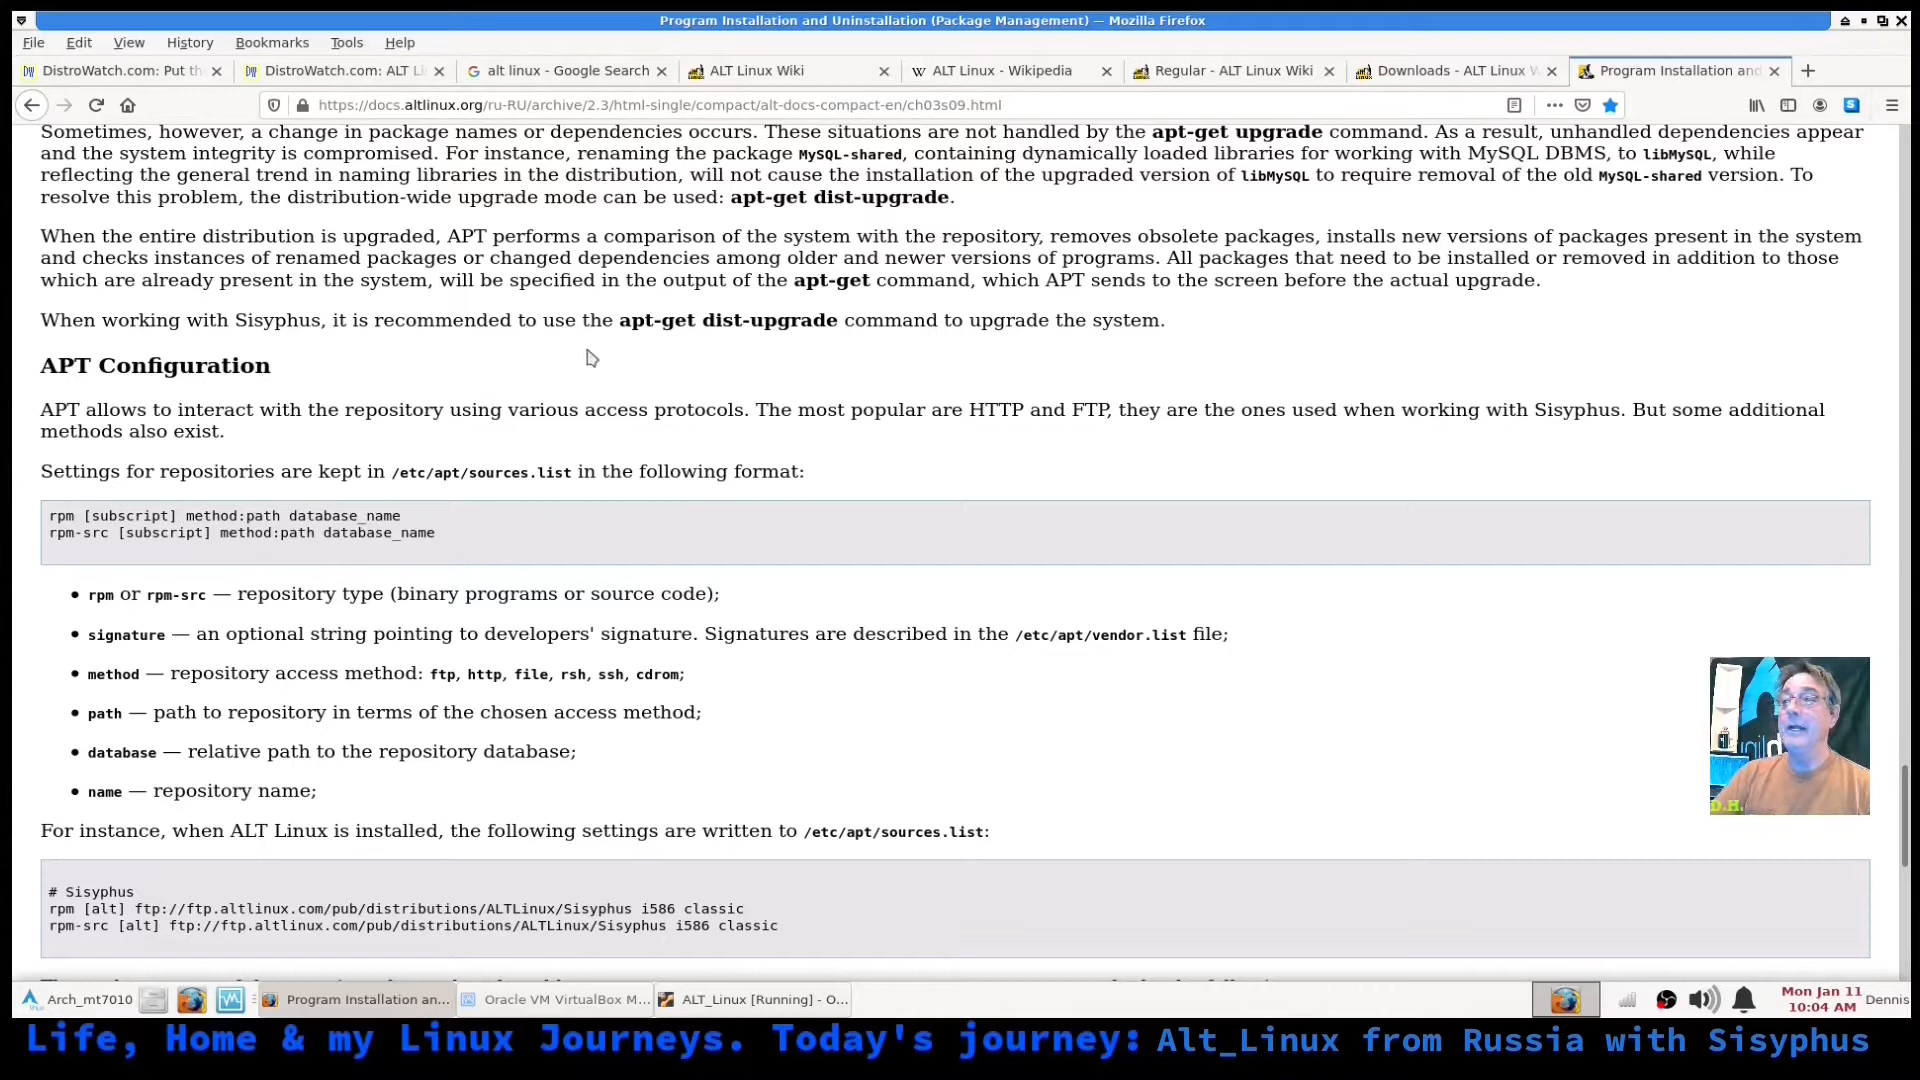 Program Installation and Uninstallation (Package Management) — Mozilla Firefox
File Edit View History Bookmarks Tools Help
DistroWatch.com: Put th DistroWatch.com: ALT Li alt linux - Google Search ALT Linux Wiki ALT Linux - Wikipedia Regular - ALT Linux Wiki Downloads - ALT Linux W Program Installation and
https://docs.altlinux.org/ru-RU/archive/2.3/html-single/compact/alt-docs-compact-en/ch03s09.html
Sometimes, however, a change in package names or dependencies occurs. These situations are not handled by the apt-get upgrade command. As a result, unhandled dependencies appear
and the system integrity is compromised. For instance, renaming the package MySQL-shared, containing dynamically loaded libraries for working with MySQL DBMS, to libMySQL, while
reflecting the general trend in naming libraries in the distribution, will not cause the installation of the upgraded version of libMySQL to require removal of the old MySQL-shared version. To
resolve this problem, the distribution-wide upgrade mode can be used: apt-get dist-upgrade.
When the entire distribution is upgraded, APT performs a comparison of the system with the repository, removes obsolete packages, installs new versions of packages present in the system
and checks instances of renamed packages or changed dependencies among older and newer versions of programs. All packages that need to be installed or removed in addition to those
which are already present in the system, will be specified in the output of the apt-get command, which APT sends to the screen before the actual upgrade.
When working with Sisyphus, it is recommended to use the apt-get dist-upgrade command to upgrade the system.
APT Configuration
APT allows to interact with the repository using various access protocols. The most popular are HTTP and FTP, they are the ones used when working with Sisyphus. But some additional
methods also exist.
Settings for repositories are kept in /etc/apt/sources.list in the following format:
rpm [subscript] method:path database_name
rpm-src [subscript] method:path database_name
• rpm or rpm-src — repository type (binary programs or source code);
• signature — an optional string pointing to developers' signature. Signatures are described in the /etc/apt/vendor.list file;
• method — repository access method: ftp, http, file, rsh, ssh, cdrom;
• path — path to repository in terms of the chosen access method;
• database — relative path to the repository database;
• name — repository name;
For instance, when ALT Linux is installed, the following settings are written to /etc/apt/sources.list:
# Sisyphus
rpm [alt] ftp://ftp.altlinux.com/pub/distributions/ALTLinux/Sisyphus i586 classic
rpm-src [alt] ftp://ftp.altlinux.com/pub/distributions/ALTLinux/Sisyphus i586 classic
D.H.
Arch_mt7010 Program Installation an... Oracle VM VirtualBox M... ALT_Linux [Running] - O... Mon Jan 11 Dennis
10:04 AM
Life, Home & my Linux Journeys. Today's journey: Alt_Linux from Russia with Sisyphus